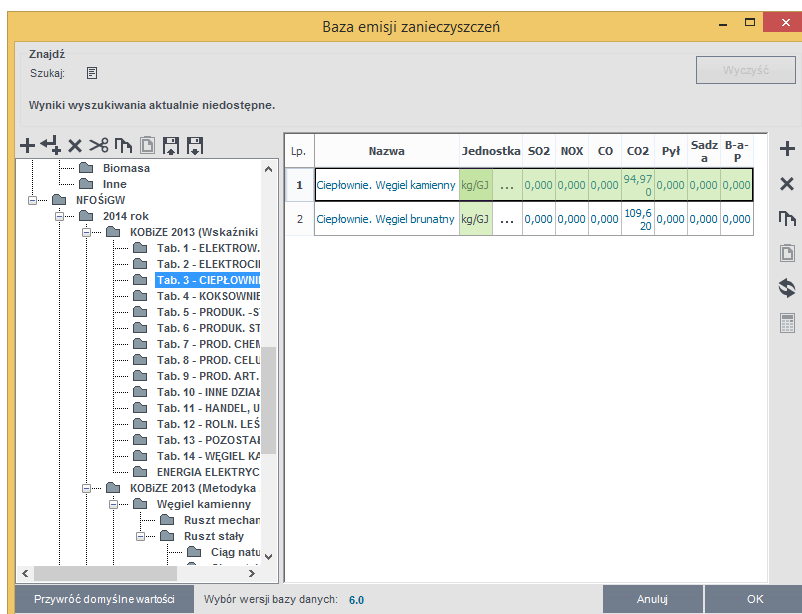 Baza emisji zanieczyszczeń
Znajdź
Szukaj:
Wyczyść
Wyniki wyszukiwania aktualnie niedostępne.
Biomasa
Inne
NFOŚiGW
2014 rok
KOBiZE 2013 (Wskaźniki
Tab. 1 - ELEKTROW.
Tab. 2 - ELEKTROCI
Tab. 3 - CIEPŁOWNI
Tab. 4 - KOKSOWNIE
Tab. 5 - PRODUK. -S
Tab. 6 - PRODUK. ST
Tab. 7 - PROD. CHEM
Tab. 8 - PROD. CELU
Tab. 9 - PROD. ART.
Tab. 10 - INNE DZIAŁ
Tab. 11 - HANDEL, U
Tab. 12 - ROLN. LEŚ
Tab. 13 - POZOSTAŁ
Tab. 14 - WĘGIEL KA
ENERGIA ELEKTRYC
KOBiZE 2013 (Metodyka
Węgiel kamienny
Ruszt mechan
Ruszt stały
Ciąg natu
Lp. Nazwa Jednostka SO2 NOX CO CO2 Pył Sadza B-a-P
1 Ciepłownie. Węgiel kamienny kg/GJ ... 0,000 0,000 0,000 94,970 0,000 0,000 0,000
2 Ciepłownie. Węgiel brunatny kg/GJ ... 0,000 0,000 0,000 109,620 0,000 0,000 0,000
Przywróć domyślne wartości
Wybór wersji bazy danych: 6.0
Anuluj
OK